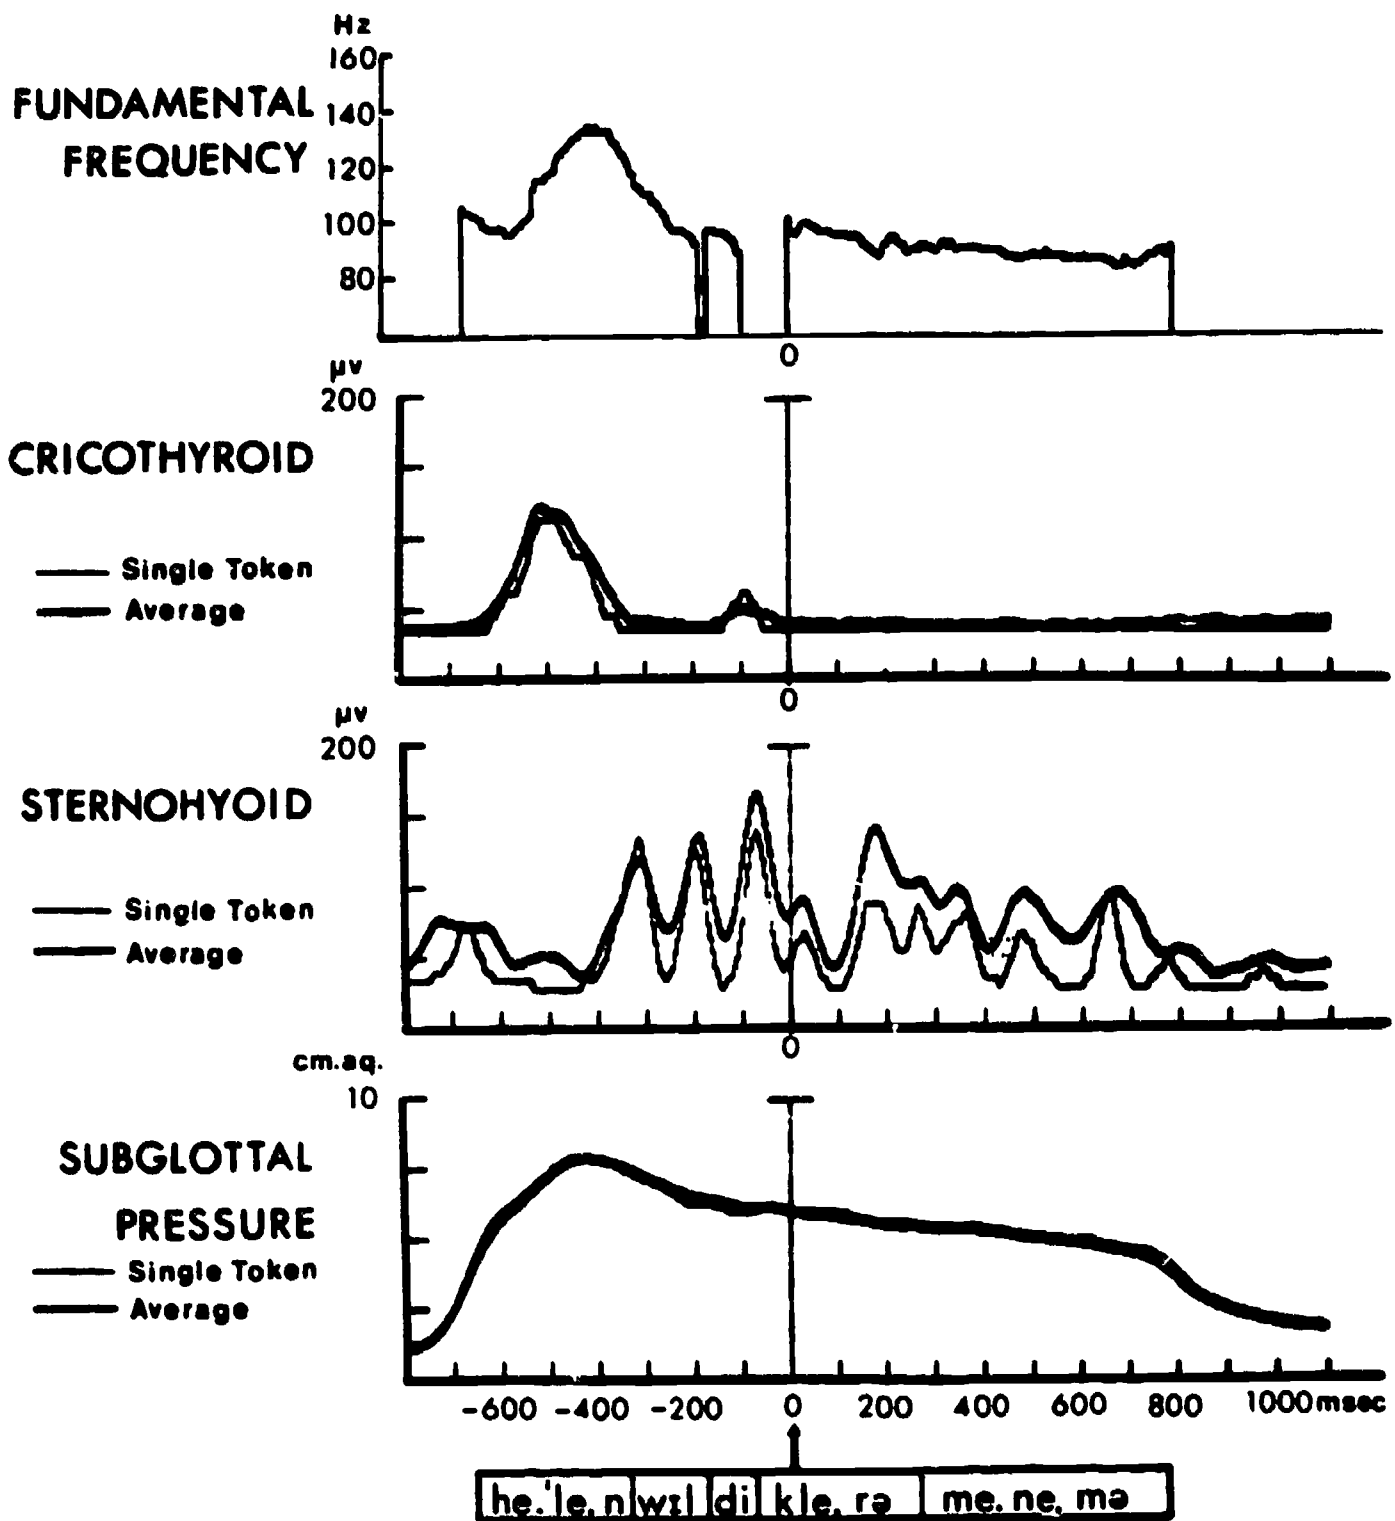 Hz
160
FUNDAMENTAL 140
FREQUENCY 120
100
80
0
µv
200
CRICOTHYROID
Single Token
Average
0
µv
200
STERNOHYOID
Single Token
Average
0
cm.aq.
10
SUBGLOTTAL
PRESSURE
Single Token
Average
-600 -400 -200 0 200 400 600 800 1000 msec
he.ˈle, n wɪl di kle, rə me. ne, mə